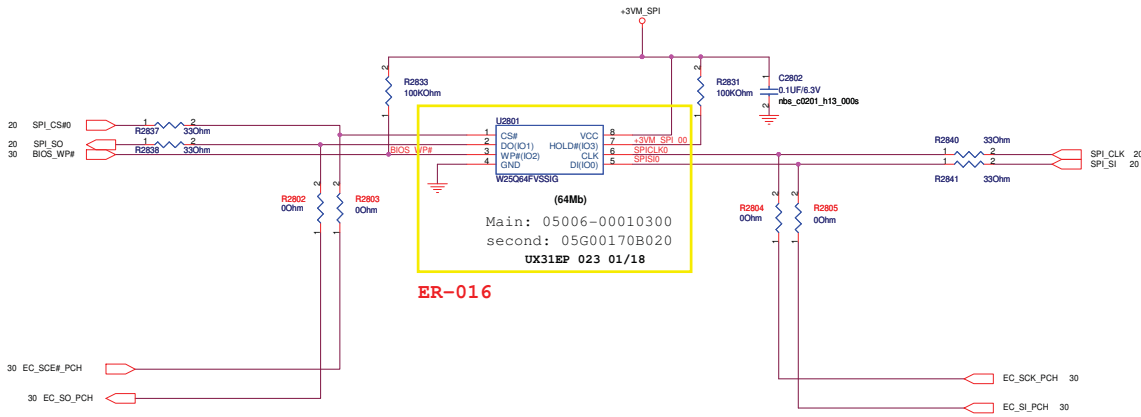 +3VM_SPI
R2833
100KOhm
R2831
100KOhm
C2802
0.1UF/6.3V
nbs_c0201_h13_000s
U2801
20 SPI_CS#0
1 2
R2837 33Ohm
20 SPI_SO
1 2
R2838 33Ohm
30 BIOS_WP#
BIOS_WP#
1 CS# VCC 8
2 DO(IO1) HOLD#(IO3) 7 +3VM_SPI_00
3 WP#(IO2) CLK 6 SPICLK0
4 GND DI(IO0) 5 SPISI0
W25Q64FVSSIG
R2840 33Ohm
1 2
SPI_CLK 20
1 2
SPI_SI 20
R2841 33Ohm
R2802
0Ohm
R2803
0Ohm
R2804
0Ohm
R2805
0Ohm
(64Mb)
Main: 05006-00010300
second: 05G00170B020
UX31EP 023 01/18
ER-016
30 EC_SCE#_PCH
30 EC_SO_PCH
EC_SCK_PCH 30
EC_SI_PCH 30